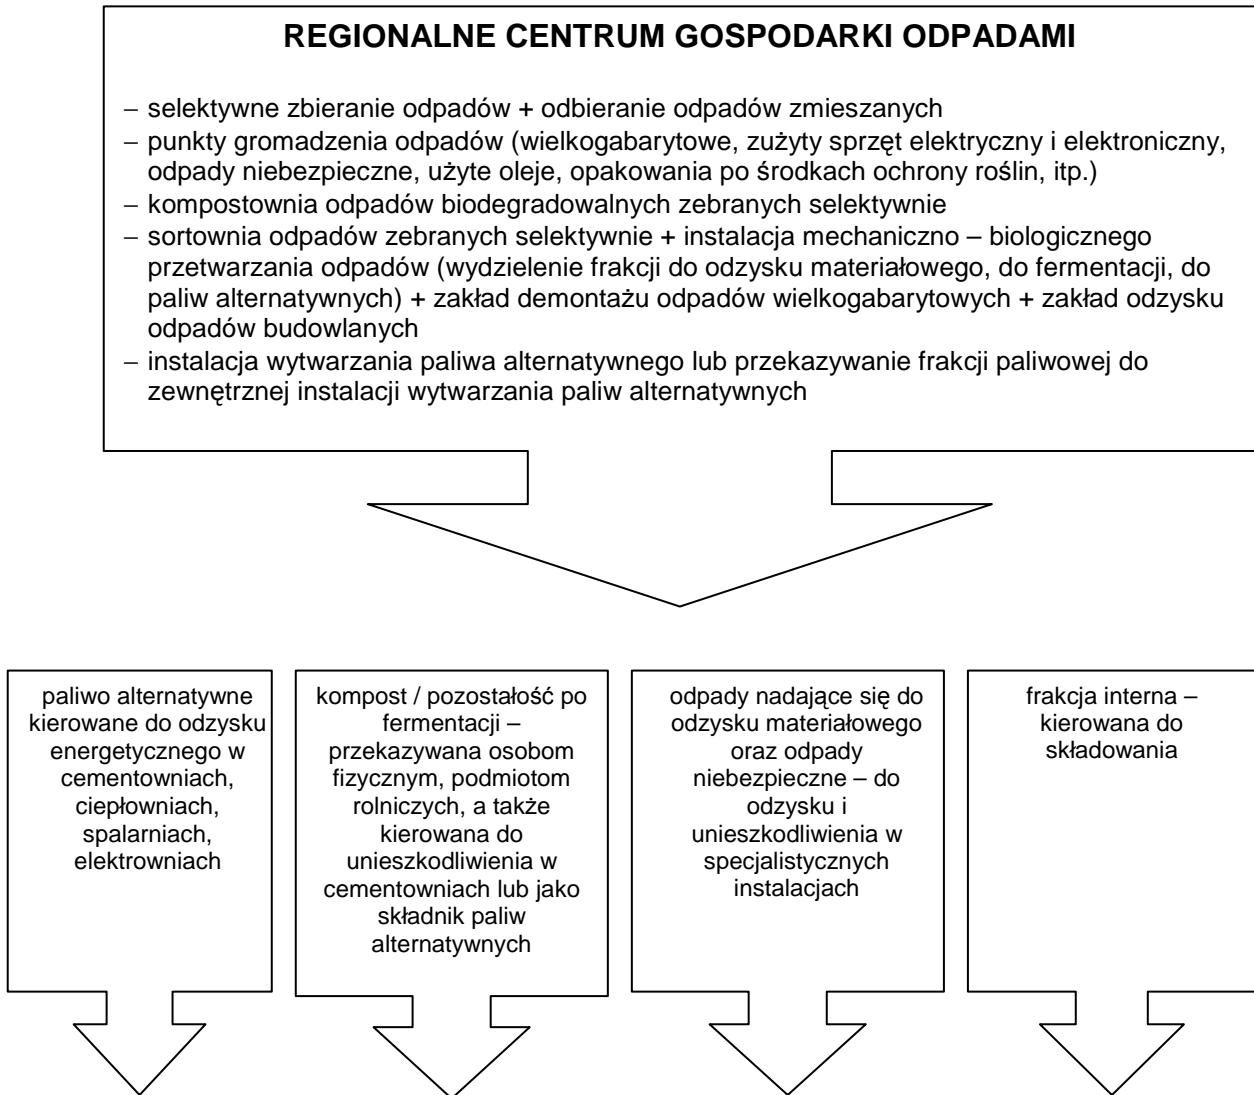 REGIONALNE CENTRUM GOSPODARKI ODPADAMI
– selektywne zbieranie odpadów + odbieranie odpadów zmieszanych
– punkty gromadzenia odpadów (wielkogabarytowe, zużyty sprzęt elektryczny i elektroniczny,
odpady niebezpieczne, użyte oleje, opakowania po środkach ochrony roślin, itp.)
– kompostownia odpadów biodegradowalnych zebranych selektywnie
– sortownia odpadów zebranych selektywnie + instalacja mechaniczno – biologicznego
przetwarzania odpadów (wydzielenie frakcji do odzysku materiałowego, do fermentacji, do
paliw alternatywnych) + zakład demontażu odpadów wielkogabarytowych + zakład odzysku
odpadów budowlanych
– instalacja wytwarzania paliwa alternatywnego lub przekazywanie frakcji paliwowej do
zewnętrznej instalacji wytwarzania paliw alternatywnych
paliwo alternatywne
kierowane do odzysku
energetycznego w
cementowniach,
ciepłowniach,
spalarniach,
elektrowniach
kompost / pozostałość po
fermentacji –
przekazywana osobom
fizycznym, podmiotom
rolniczych, a także
kierowana do
unieszkodliwienia w
cementowniach lub jako
składnik paliw
alternatywnych
odpady nadające się do
odzysku materiałowego
oraz odpady
niebezpieczne – do
odzysku i
unieszkodliwienia w
specjalistycznych
instalacjach
frakcja interna –
kierowana do
składowania